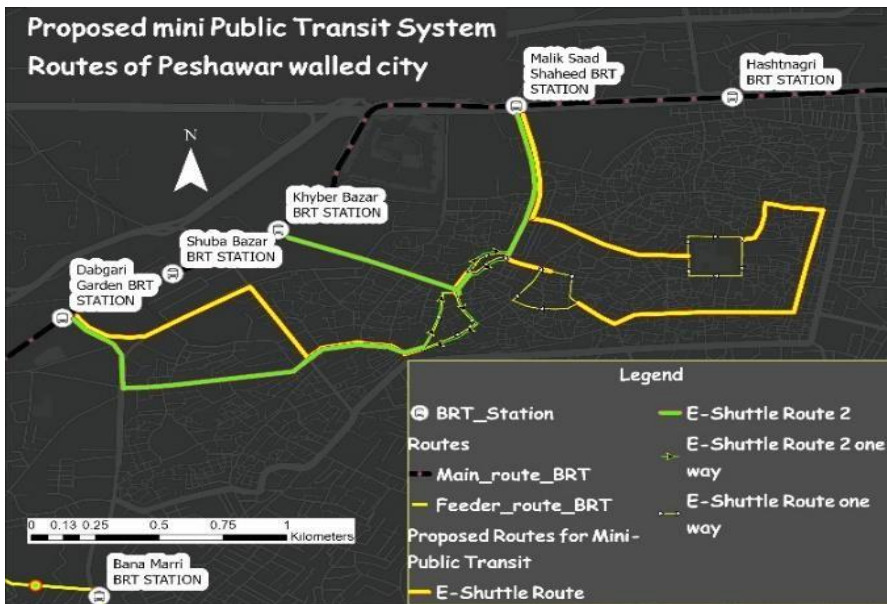 Proposed mini Public Transit System
Routes of Peshawar walled city
Malik Saad
Shaheed BRT
STATION
Hashtnagri
BRT STATION
N
Khyber Bazar
BRT STATION
Shuba Bazar
BRT STATION
Dabgari
Garden BRT
STATION
Legend
BRT_Station
Routes
Main_route_BRT
Feeder_route_BRT
Proposed Routes for Mini-
Public Transit
E-Shuttle Route
E-Shuttle Route 2
E-Shuttle Route 2 one
way
E-Shuttle Route one
way
0 0.13 0.25 0.5 0.75 1
Kilometers
Bana Marri
BRT STATION